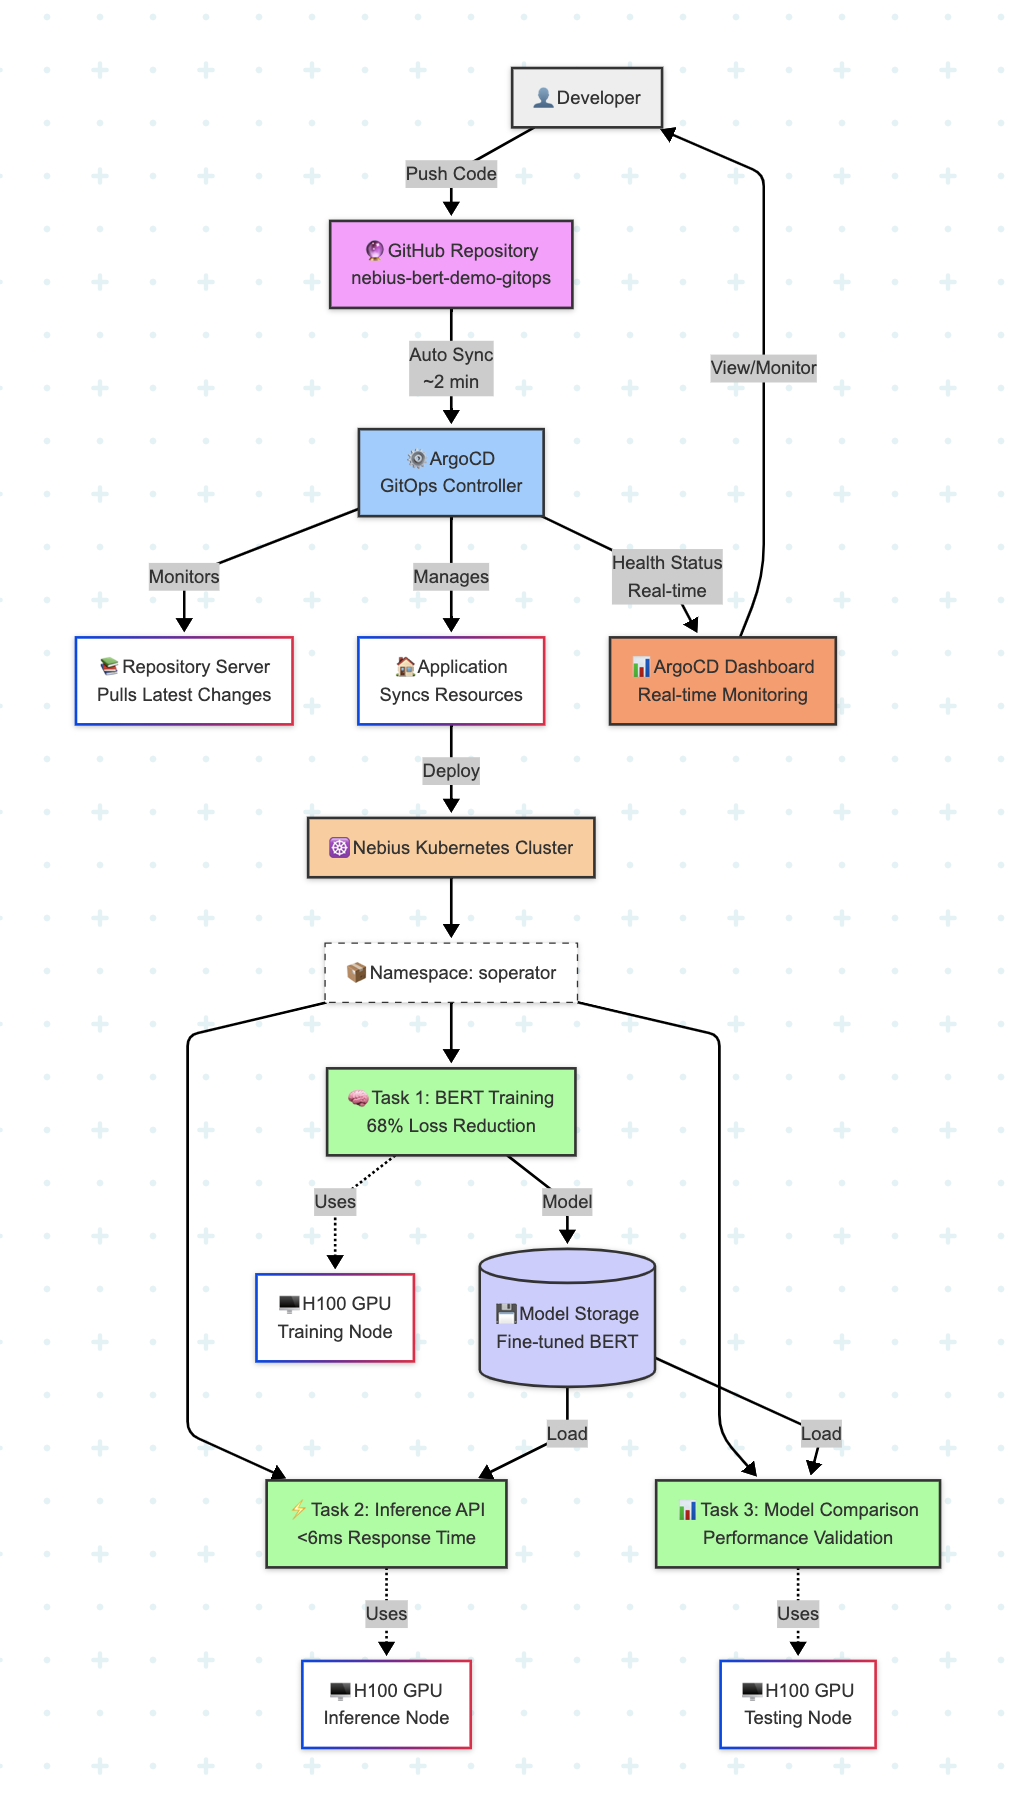 👤Developer
Push Code
🔮GitHub Repository
nebius-bert-demo-gitops
Auto Sync
~2 min
View/Monitor
⚙️ArgoCD
GitOps Controller
Monitors
Manages
Health Status
Real-time
📚Repository Server
Pulls Latest Changes
🏠Application
Syncs Resources
📊ArgoCD Dashboard
Real-time Monitoring
Deploy
☸️Nebius Kubernetes Cluster
📦Namespace: soperator
🧠Task 1: BERT Training
68% Loss Reduction
Uses
Model
🖥️H100 GPU
Training Node
💾Model Storage
Fine-tuned BERT
Load
Load
⚡Task 2: Inference API
<6ms Response Time
📊Task 3: Model Comparison
Performance Validation
Uses
Uses
🖥️H100 GPU
Inference Node
🖥️H100 GPU
Testing Node